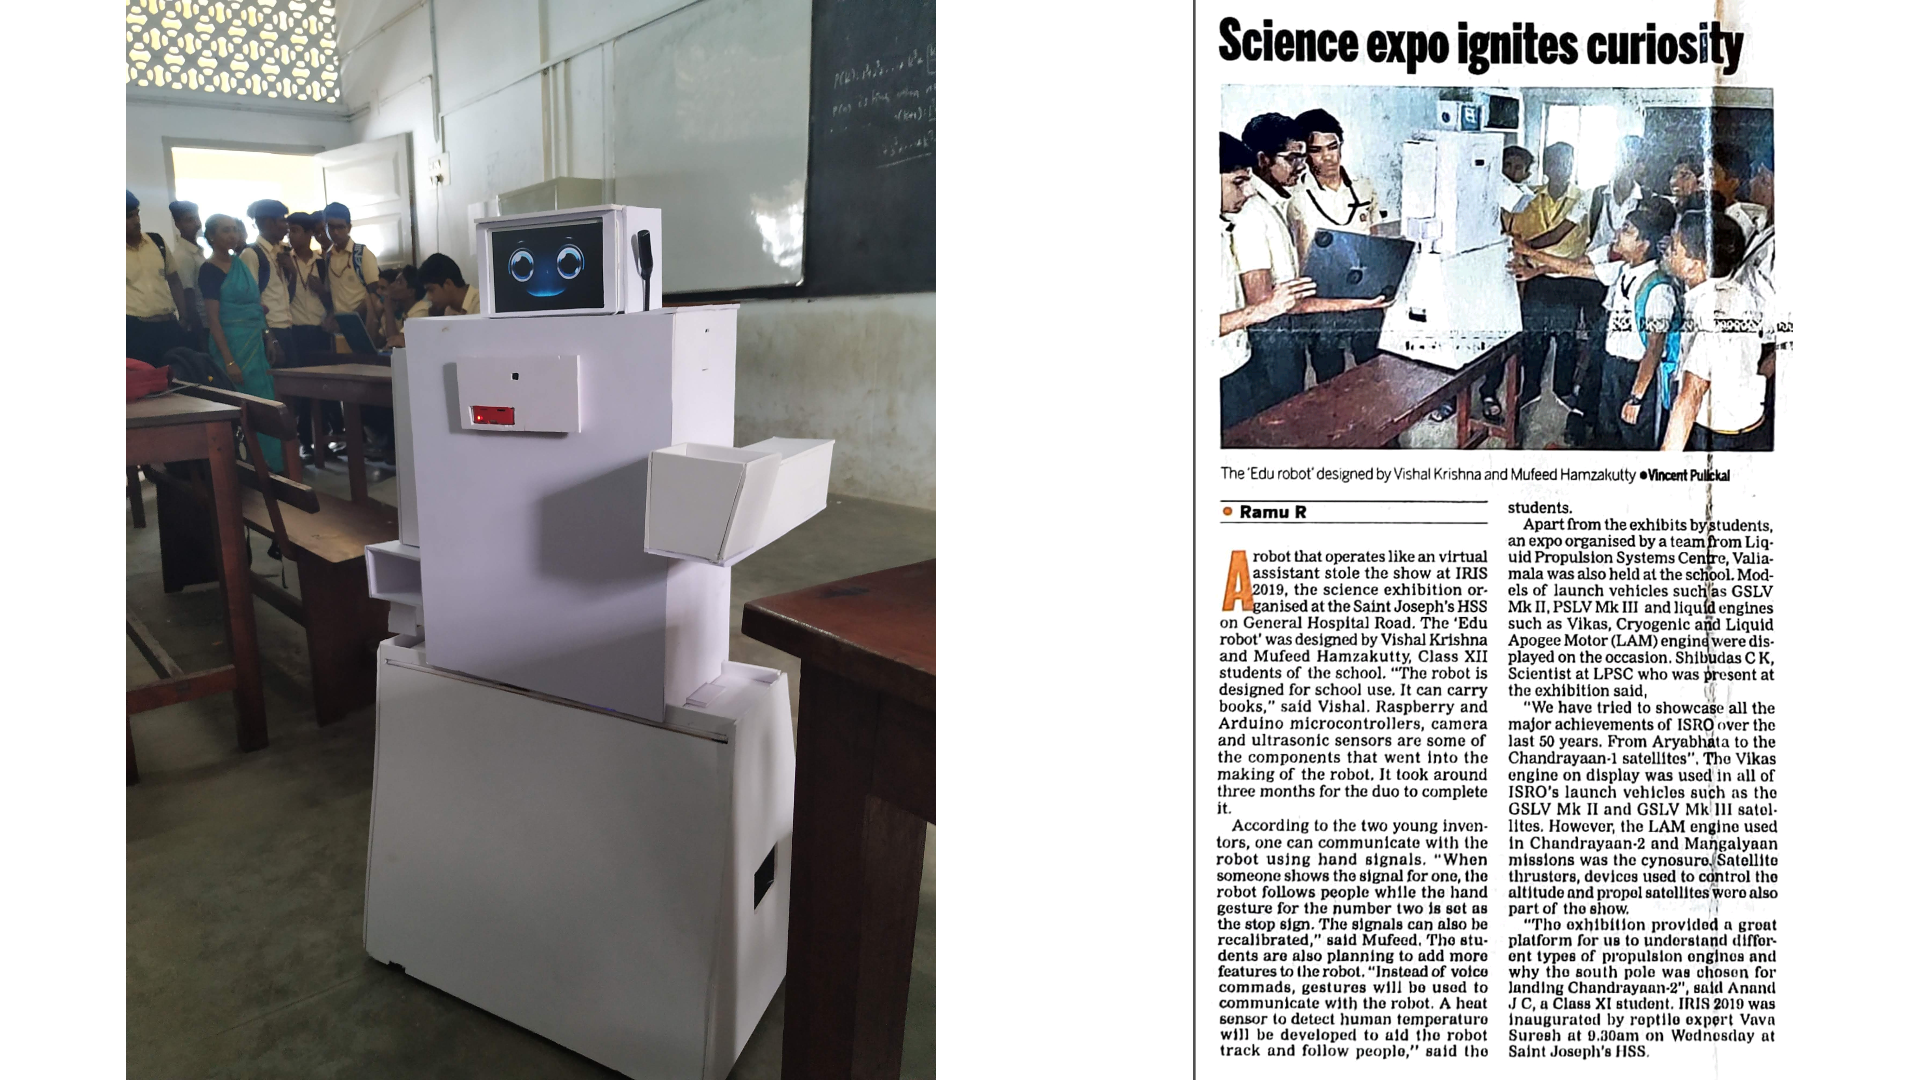 Science expo ignites curiosity
The 'Edu robot' designed by Vishal Krishna and Mufeed Hamzakutty ●Vincent Pulickal
● Ramu R
A robot that operates like an virtual
assistant stole the show at IRIS
2019, the science exhibition or-
ganised at the Saint Joseph's HSS
on General Hospital Road. The 'Edu
robot' was designed by Vishal Krishna
and Mufeed Hamzakutty, Class XII
students of the school. "The robot is
designed for school use. It can carry
books," said Vishal. Raspberry and
Arduino microcontrollers, camera
and ultrasonic sensors are some of
the components that went into the
making of the robot. It took around
three months for the duo to complete
it.
According to the two young inven-
tors, one can communicate with the
robot using hand signals. "When
someone shows the signal for one, the
robot follows people while the hand
gesture for the number two is set as
the stop sign. The signals can also be
recalibrated," said Mufeed. The stu-
dents are also planning to add more
features to the robot. "Instead of voice
commads, gestures will be used to
communicate with the robot. A heat
sensor to detect human temperature
will be developed to aid the robot
track and follow people," said the
students.
Apart from the exhibits by students,
an expo organised by a team from Liq-
uid Propulsion Systems Centre, Valia-
mala was also held at the school. Mod-
els of launch vehicles such as GSLV
Mk II, PSLV Mk III and liquid engines
such as Vikas, Cryogenic and Liquid
Apogee Motor (LAM) engine were dis-
played on the occasion. Shibudas C K,
Scientist at LPSC who was present at
the exhibition said,
"We have tried to showcase all the
major achievements of ISRO over the
last 50 years. From Aryabhata to the
Chandrayaan-1 satellites". The Vikas
engine on display was used in all of
ISRO's launch vehicles such as the
GSLV Mk II and GSLV Mk III satel-
lites. However, the LAM engine used
in Chandrayaan-2 and Mangalyaan
missions was the cynosure. Satellite
thrusters, devices used to control the
altitude and propel satellites were also
part of the show.
"The exhibition provided a great
platform for us to understand differ-
ent types of propulsion engines and
why the south pole was chosen for
landing Chandrayaan-2", said Anand
J C, a Class XI student. IRIS 2019 was
inaugurated by reptile expert Vava
Suresh at 9.30am on Wednesday at
Saint Joseph's HSS.